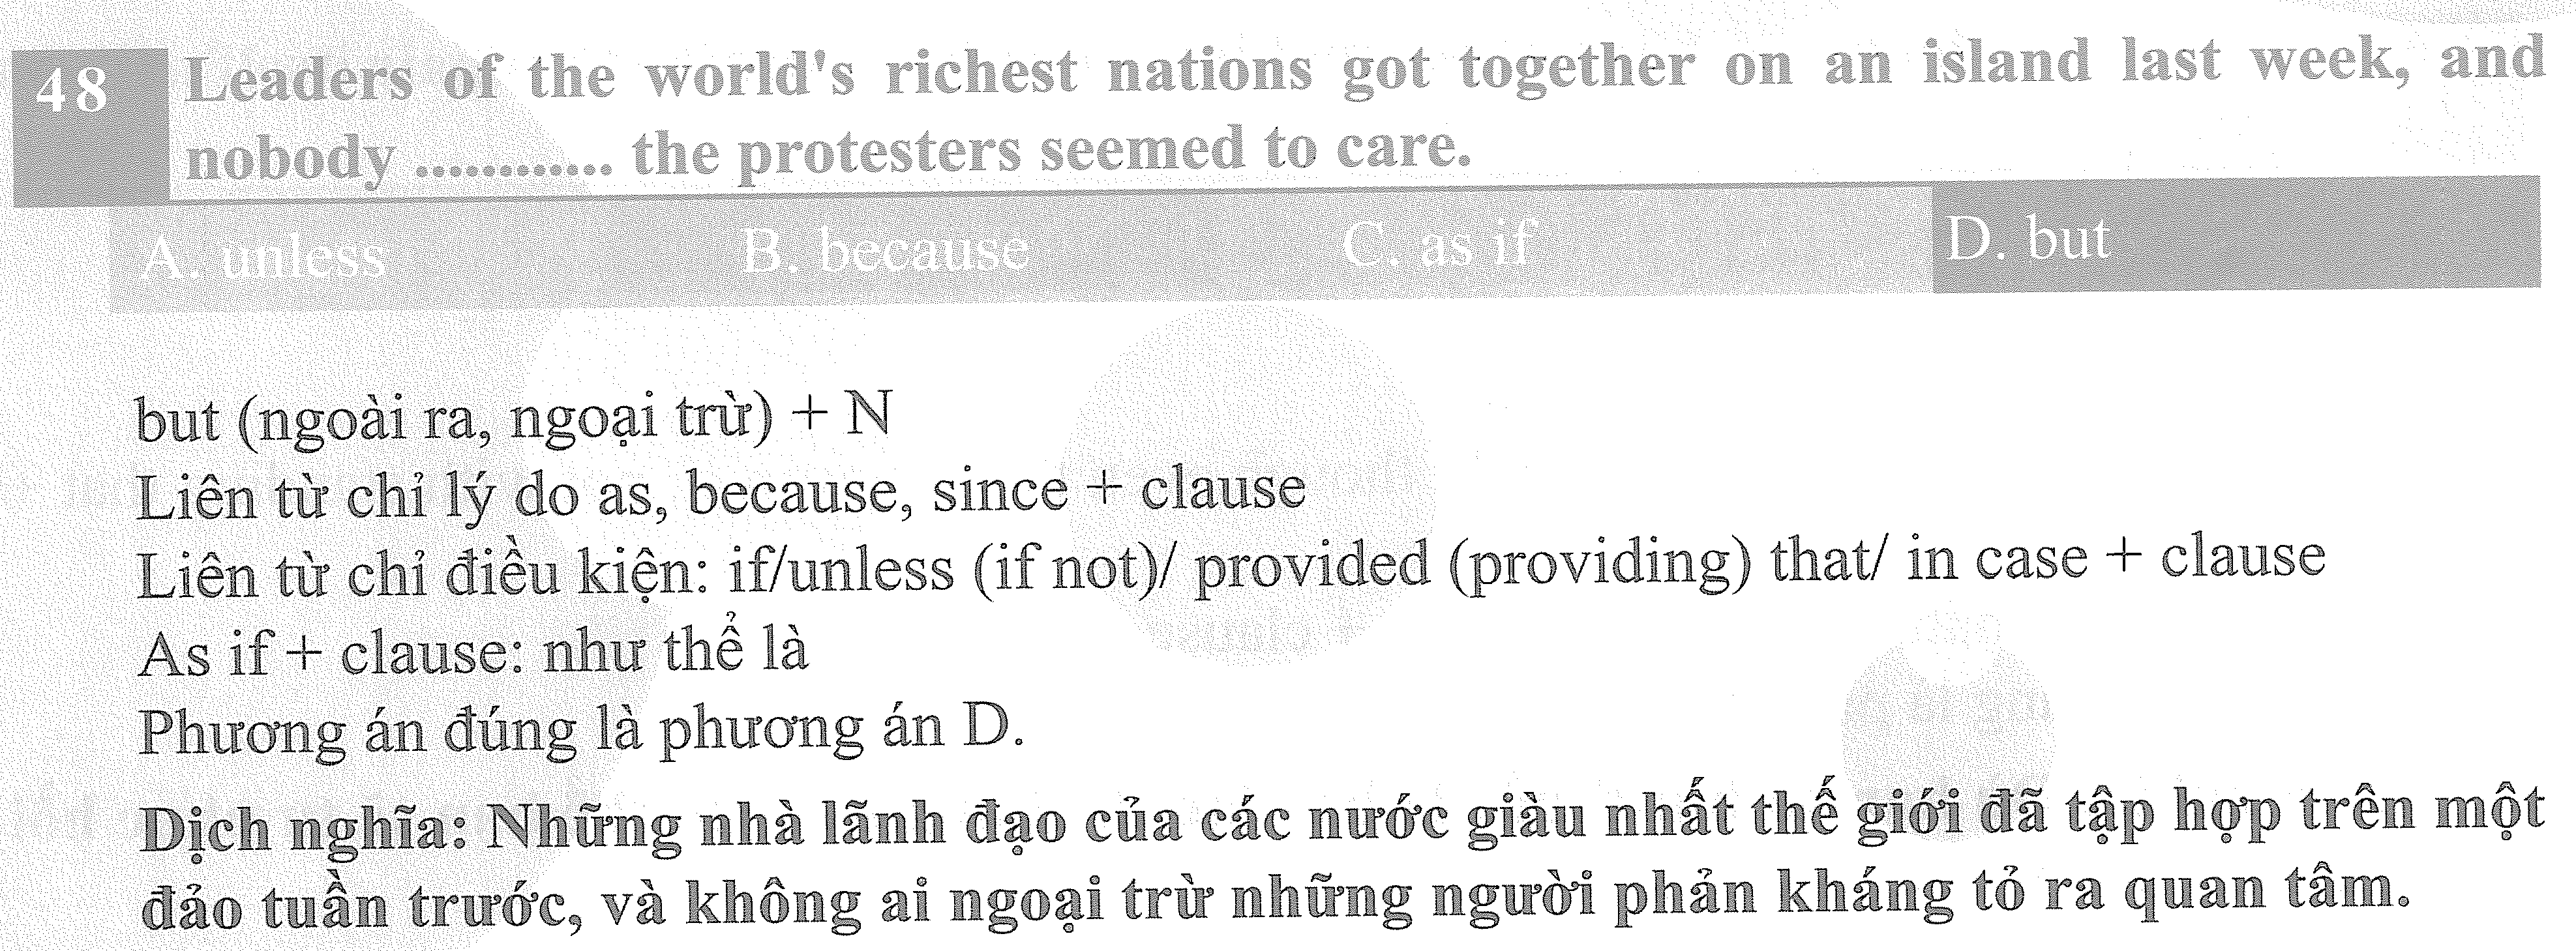 48 Leaders of the world's richest nations got together on an island last week, and
nobody ............ the protesters seemed to care.
A. unless B. because C. as if D. but
but (ngoài ra, ngoại trừ) + N
Liên từ chỉ lý do as, because, since + clause
Liên từ chỉ điều kiện: if/unless (if not)/ provided (providing) that/ in case + clause
As if + clause: như thể là
Phương án đúng là phương án D.
Dịch nghĩa: Những nhà lãnh đạo của các nước giàu nhất thế giới đã tập hợp trên một
đảo tuần trước, và không ai ngoại trừ những người phản kháng tỏ ra quan tâm.